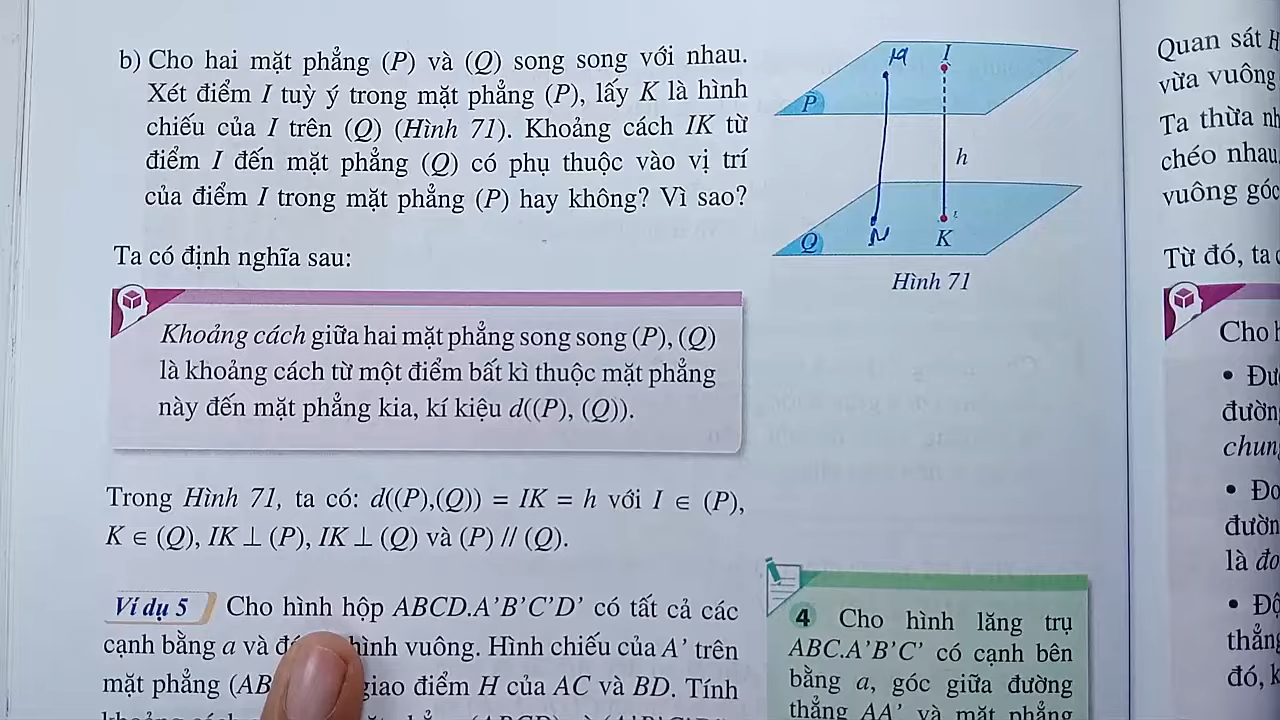 b) Cho hai mặt phẳng (P) và (Q) song song với nhau.
Xét điểm I tuỳ ý trong mặt phẳng (P), lấy K là hình
chiếu của I trên (Q) (Hình 71). Khoảng cách IK từ
điểm I đến mặt phẳng (Q) có phụ thuộc vào vị trí
của điểm I trong mặt phẳng (P) hay không? Vì sao?
I
P
h
Q
N
K
Hình 71
Ta có định nghĩa sau:
Khoảng cách giữa hai mặt phẳng song song (P), (Q)
là khoảng cách từ một điểm bất kì thuộc mặt phẳng
này đến mặt phẳng kia, kí kiệu d((P), (Q)).
Trong Hình 71, ta có: d((P),(Q)) = IK = h với I ∈ (P),
K ∈ (Q), IK ⊥ (P), IK ⊥ (Q) và (P) // (Q).
Ví dụ 5 Cho hình hộp ABCD.A’B’C’D’ có tất cả các
cạnh bằng a và hình vuông. Hình chiếu của A’ trên
mặt phẳng (AB giao điểm H của AC và BD. Tính
4 Cho hình lăng trụ
ABC.A’B’C’ có cạnh bên
bằng a, góc giữa đường
thẳng AA’ và mặt phẳng
Quan sát H
vừa vuông
Ta thừa nh
chéo nhau
vuông góc
Từ đó, ta
Cho
• Đư
đường
chung
• Đo
đườn
là đo
• Độ
thẳng
đó, k